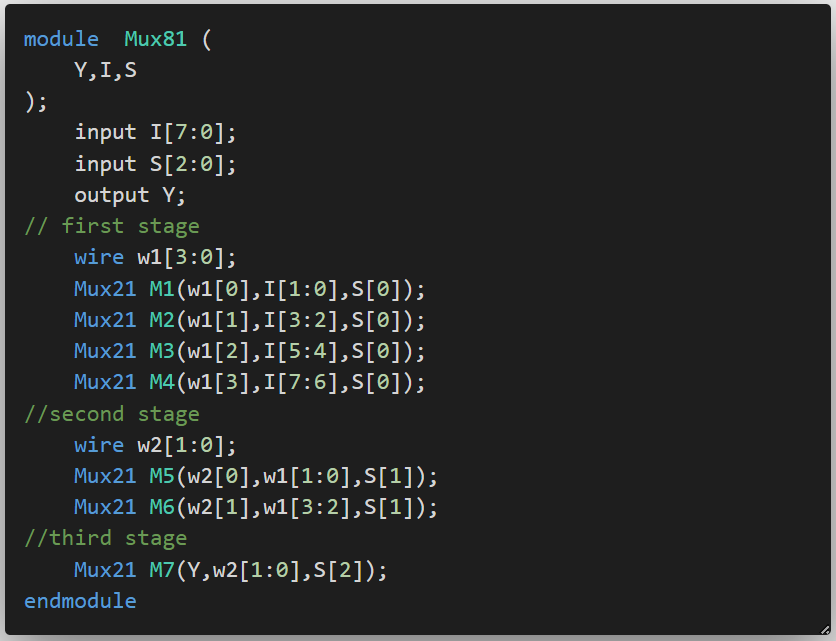 module  Mux81 (
    Y,I,S
);
    input I[7:0];
    input S[2:0];
    output Y;
// first stage
    wire w1[3:0];
    Mux21 M1(w1[0],I[1:0],S[0]);
    Mux21 M2(w1[1],I[3:2],S[0]);
    Mux21 M3(w1[2],I[5:4],S[0]);
    Mux21 M4(w1[3],I[7:6],S[0]);
//second stage
    wire w2[1:0];
    Mux21 M5(w2[0],w1[1:0],S[1]);
    Mux21 M6(w2[1],w1[3:2],S[1]);
//third stage
    Mux21 M7(Y,w2[1:0],S[2]);
endmodule